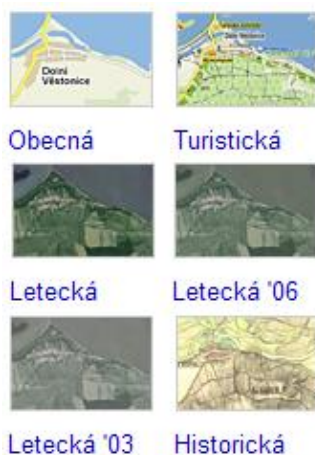 Dolní
Věstonice
Obecná
Turistická
Letecká
Letecká '06
Letecká '03
Historická